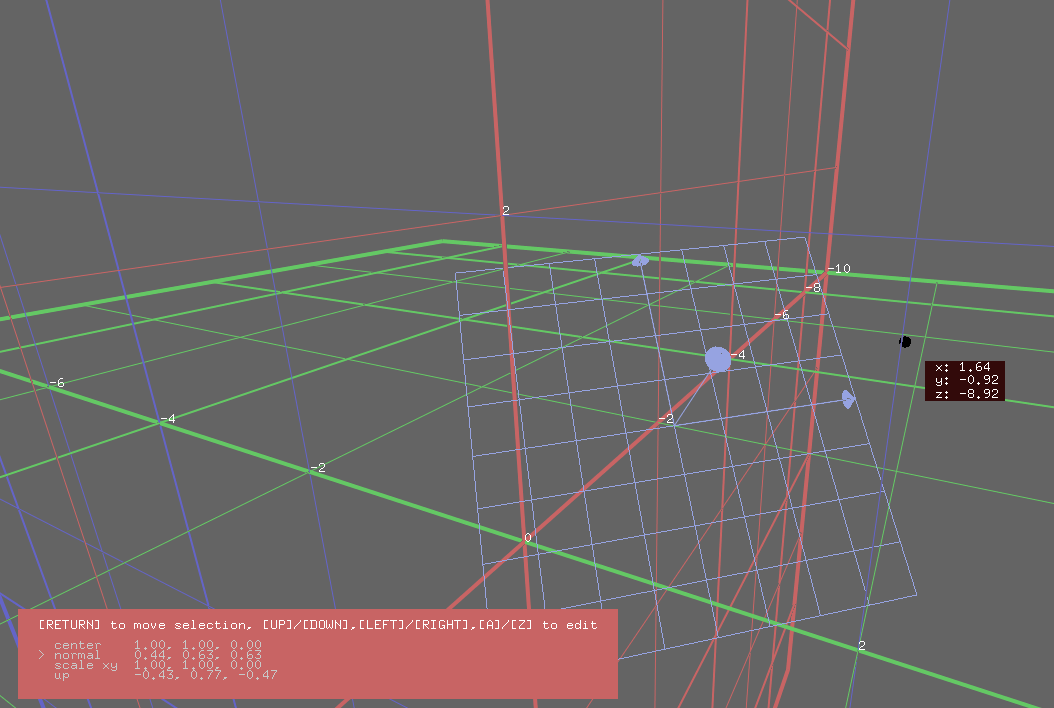 2
-10
-8
-6
-4
x: 1.64
y: -0.92
z: -8.92
-6
-4
-2
-2
0
2
[RETURN] to move selection, [UP]/[DOWN],[LEFT]/[RIGHT],[A]/[Z] to edit
center 1.00, 1.00, 0.00
> normal 0.44, 0.63, 0.63
scale xy 1.00, 1.00, 0.00
up -0.43, 0.77, -0.47